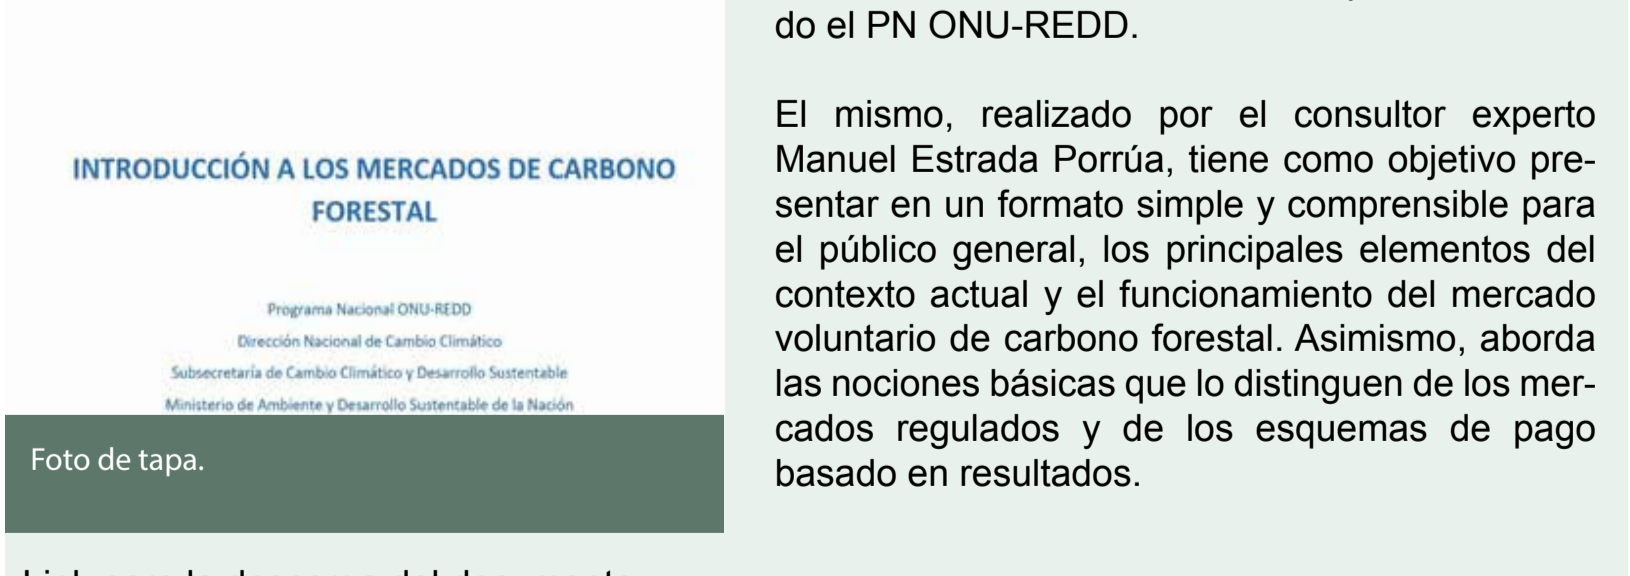 INTRODUCCIÓN A LOS MERCADOS DE CARBONO
FORESTAL
Programa Nacional ONU-REDD
Dirección Nacional de Cambio Climático
Subsecretaría de Cambio Climático y Desarrollo Sustentable
Ministerio de Ambiente y Desarrollo Sustentable de la Nación
Foto de tapa.
do el PN ONU-REDD.
El mismo, realizado por el consultor experto
Manuel Estrada Porrúa, tiene como objetivo pre-
sentar en un formato simple y comprensible para
el público general, los principales elementos del
contexto actual y el funcionamiento del mercado
voluntario de carbono forestal. Asimismo, aborda
las nociones básicas que lo distinguen de los mer-
cados regulados y de los esquemas de pago
basado en resultados.